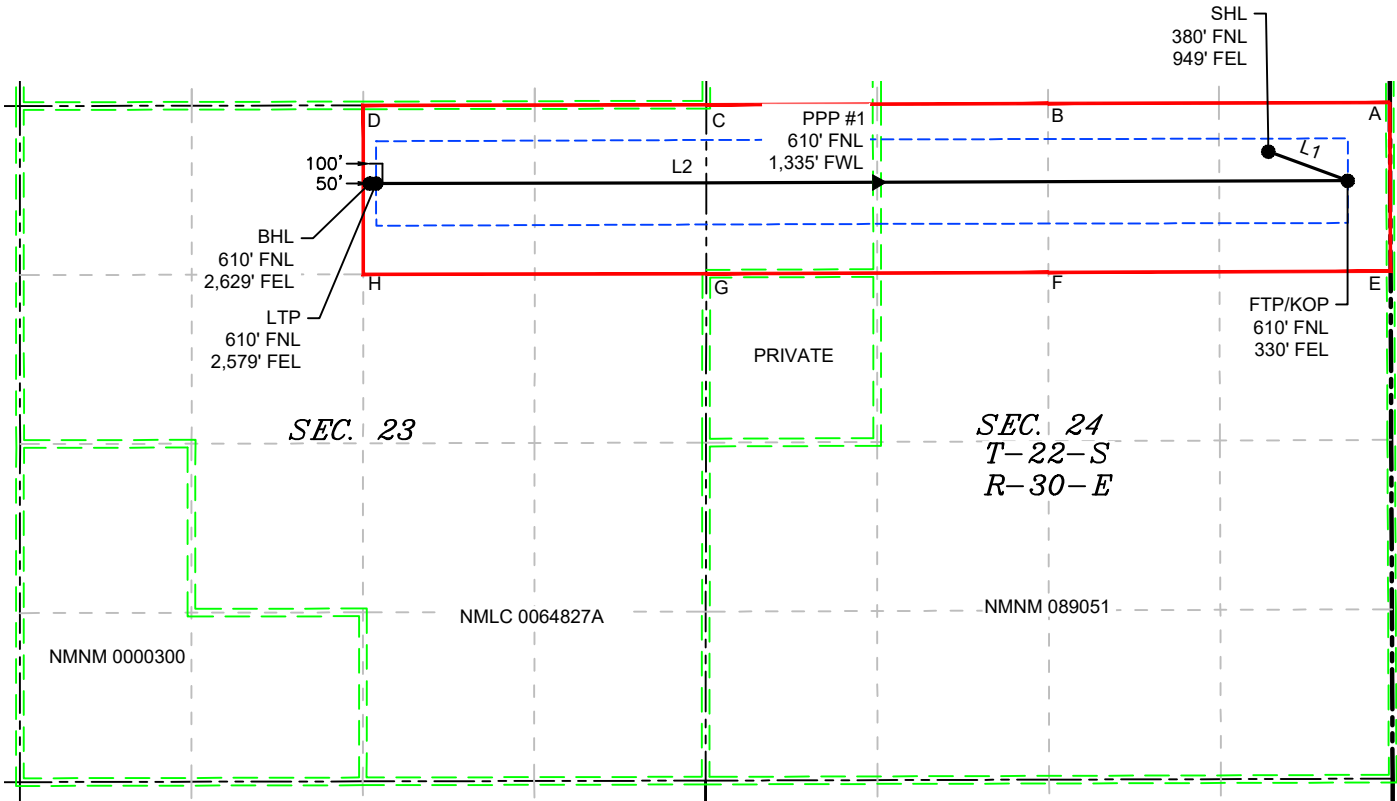 SHL
380' FNL
949' FEL
D
C
PPP #1
610' FNL
1,335' FWL
B
A
L1
L2
100'
50'
BHL
610' FNL
2,629' FEL
H
G
F
E
LTP
610' FNL
2,579' FEL
FTP/KOP
610' FNL
330' FEL
PRIVATE
SEC. 23
SEC. 24
T-22-S
R-30-E
NMLC 0064827A
NMNM 089051
NMNM 0000300